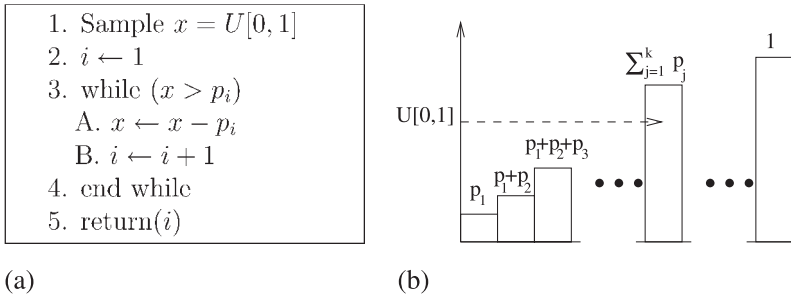 1. Sample x = U[0, 1]
2. i ← 1
3. while (x > p_i)
A. x ← x − p_i
B. i ← i + 1
4. end while
5. return(i)
(a)
1
∑_{j=1}^{k} p_j
U[0,1]
p_1+p_2+p_3
p_1+p_2
p_1
(b)